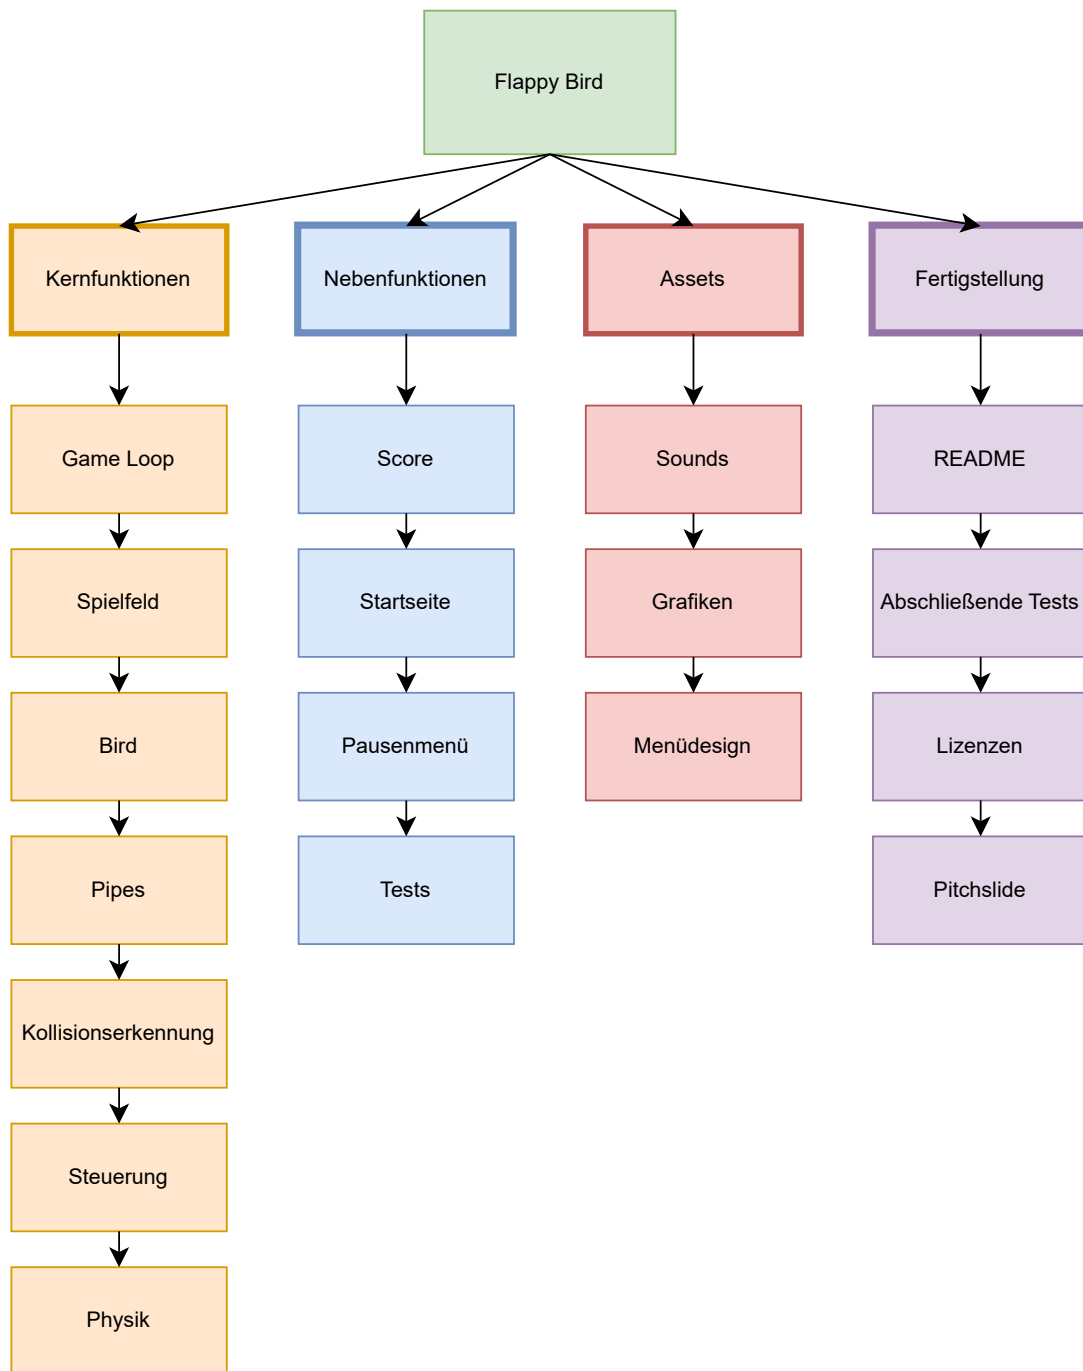 Flappy Bird
Kernfunktionen
Nebenfunktionen
Assets
Fertigstellung
Game Loop
Score
Sounds
README
Spielfeld
Startseite
Grafiken
Abschließende Tests
Bird
Pausenmenü
Menüdesign
Lizenzen
Pipes
Tests
Pitchslide
Kollisionserkennung
Steuerung
Physik